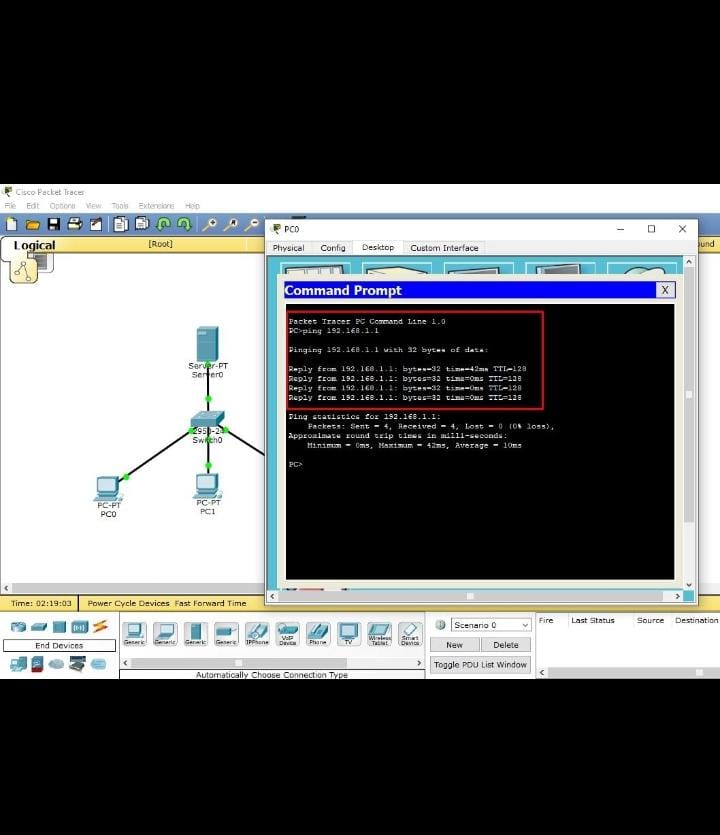 Cisco Packet Tracer
File Edit Options View Tools Extensions Help
Logical
[Root]
PC0
Physical Config Desktop Custom Interface
Command Prompt
X
Packet Tracer PC Command Line 1.0
PC>ping 192.168.1.1
Pinging 192.168.1.1 with 32 bytes of data:
Reply from 192.168.1.1: bytes=32 time=42ms TTL=128
Reply from 192.168.1.1: bytes=32 time=0ms TTL=128
Reply from 192.168.1.1: bytes=32 time=0ms TTL=128
Reply from 192.168.1.1: bytes=32 time=0ms TTL=128
Ping statistics for 192.168.1.1:
Packets: Sent = 4, Received = 4, Lost = 0 (0% loss),
Approximate round trip times in milli-seconds:
Minimum = 0ms, Maximum = 42ms, Average = 10ms
PC>
Server-PT
Server0
2950-24
Switch0
PC-PT
PC0
PC-PT
PC1
Time: 02:19:03 Power Cycle Devices Fast Forward Time
End Devices
Generic Generic Generic Generic IPPhone VoIP Device Phone TV Wireless Tablet Smart Device
Automatically Choose Connection Type
Scenario 0
New Delete
Toggle PDU List Window
Fire Last Status Source Destination